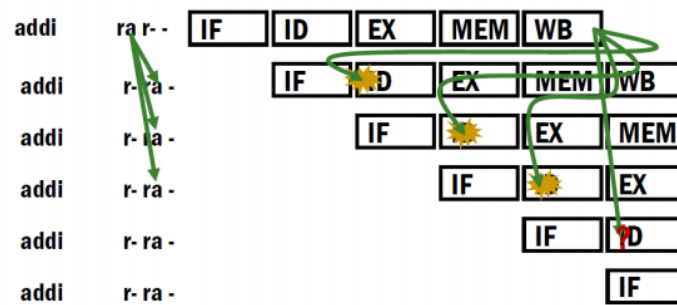 addi ra r- - IF ID EX MEM WB
addi r- ra - IF ID EX MEM WB
addi r- ra - IF EX MEM
addi r- ra - IF EX
addi r- ra - IF ?D
addi r- ra - IF